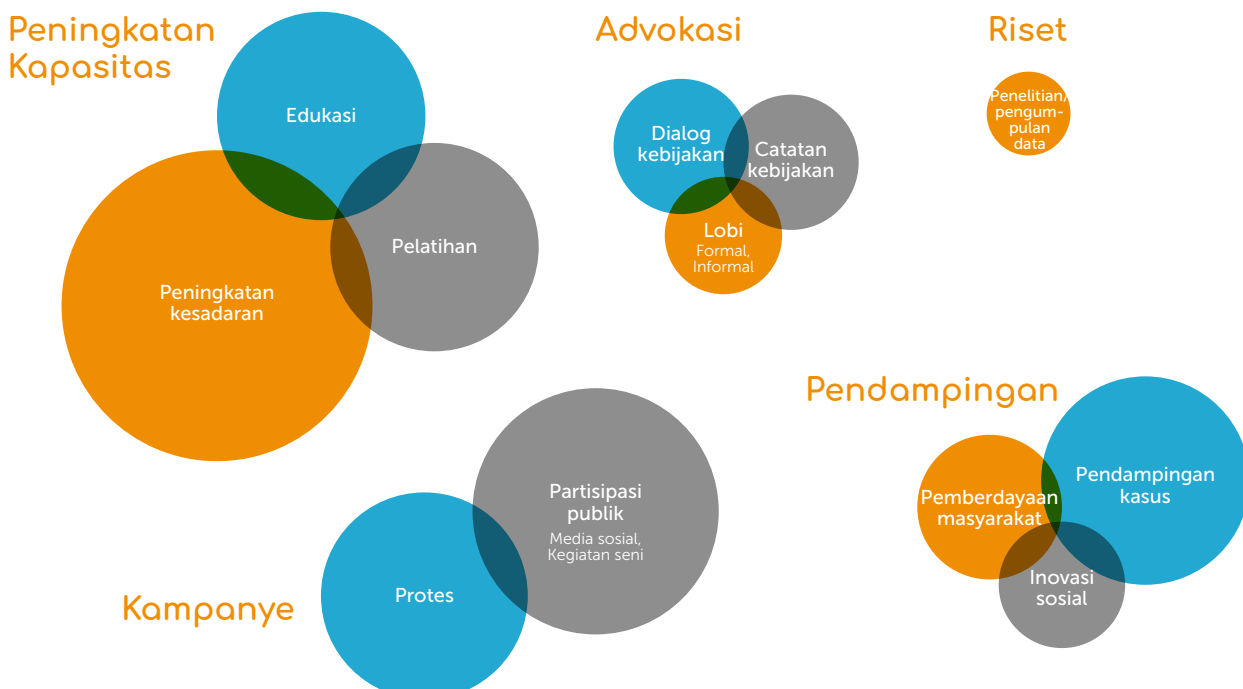 Peningkatan
Kapasitas
Edukasi
Pelatihan
Peningkatan
kesadaran
Advokasi
Dialog
kebijakan
Catatan
kebijakan
Lobi
Formal,
Informal
Riset
Penelitian/
pengum-
pulan
data
Kampanye
Partisipasi
publik
Media sosial,
Kegiatan seni
Protes
Pendampingan
Pemberdayaan
masyarakat
Pendampingan
kasus
Inovasi
sosial